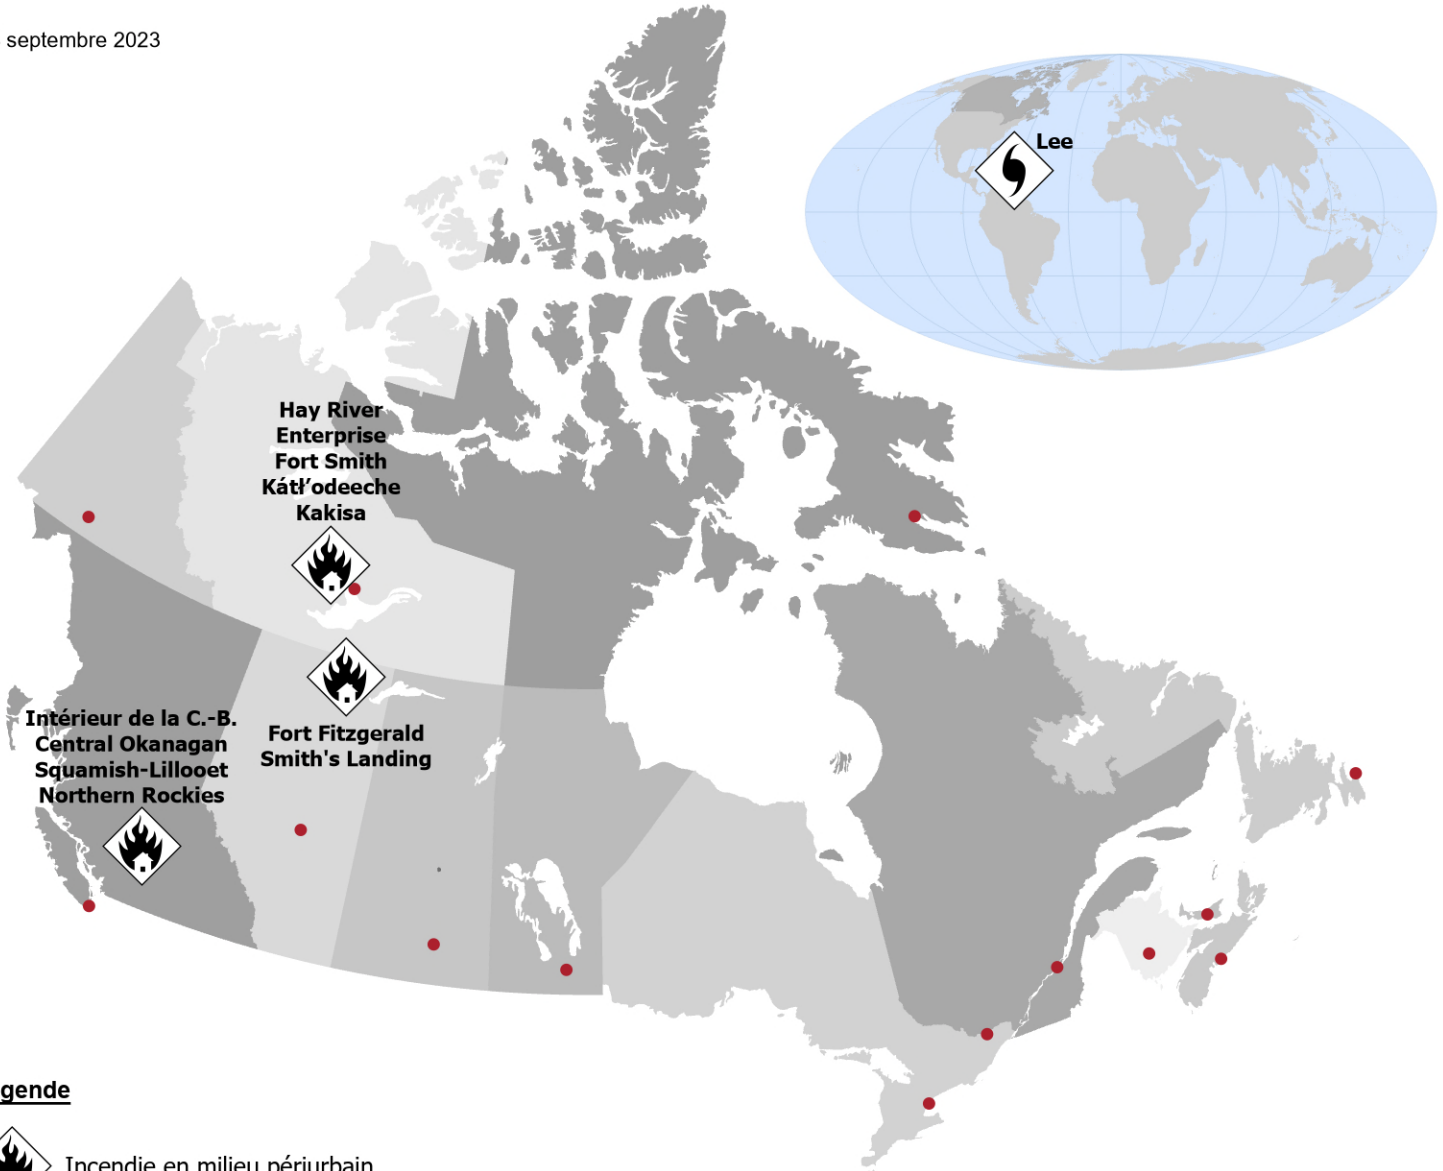 septembre 2023
Lee
Hay River
Enterprise
Fort Smith
Kátł’odeeche
Kakisa
Fort Fitzgerald
Smith's Landing
Intérieur de la C.-B.
Central Okanagan
Squamish-Lillooet
Northern Rockies
gende
Incendie en milieu périurbain